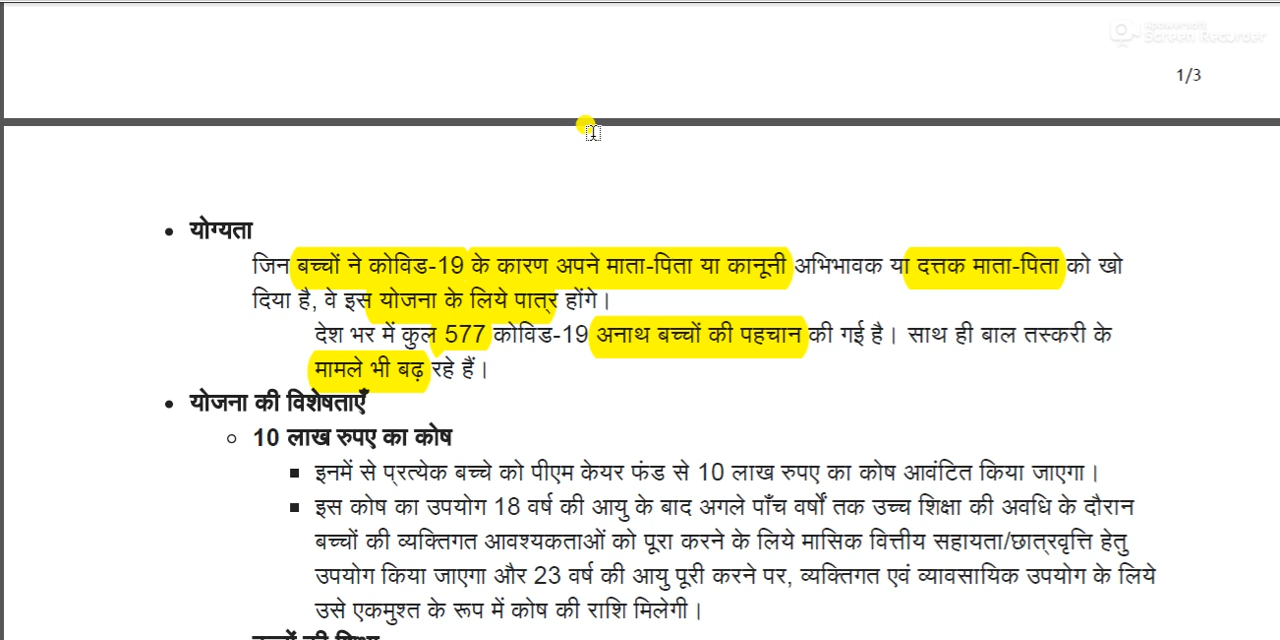 Apowersoft
Screen Recorder
1/3
• योग्यता
जिन बच्चों ने कोविड-19 के कारण अपने माता-पिता या कानूनी अभिभावक या दत्तक माता-पिता को खो
दिया है, वे इस योजना के लिये पात्र होंगे।
देश भर में कुल 577 कोविड-19 अनाथ बच्चों की पहचान की गई है। साथ ही बाल तस्करी के
मामले भी बढ़ रहे हैं।
• योजना की विशेषताएँ
○ 10 लाख रुपए का कोष
■ इनमें से प्रत्येक बच्चे को पीएम केयर फंड से 10 लाख रुपए का कोष आवंटित किया जाएगा।
■ इस कोष का उपयोग 18 वर्ष की आयु के बाद अगले पाँच वर्षों तक उच्च शिक्षा की अवधि के दौरान
बच्चों की व्यक्तिगत आवश्यकताओं को पूरा करने के लिये मासिक वित्तीय सहायता/छात्रवृत्ति हेतु
उपयोग किया जाएगा और 23 वर्ष की आयु पूरी करने पर, व्यक्तिगत एवं व्यावसायिक उपयोग के लिये
उसे एकमुश्त के रूप में कोष की राशि मिलेगी।